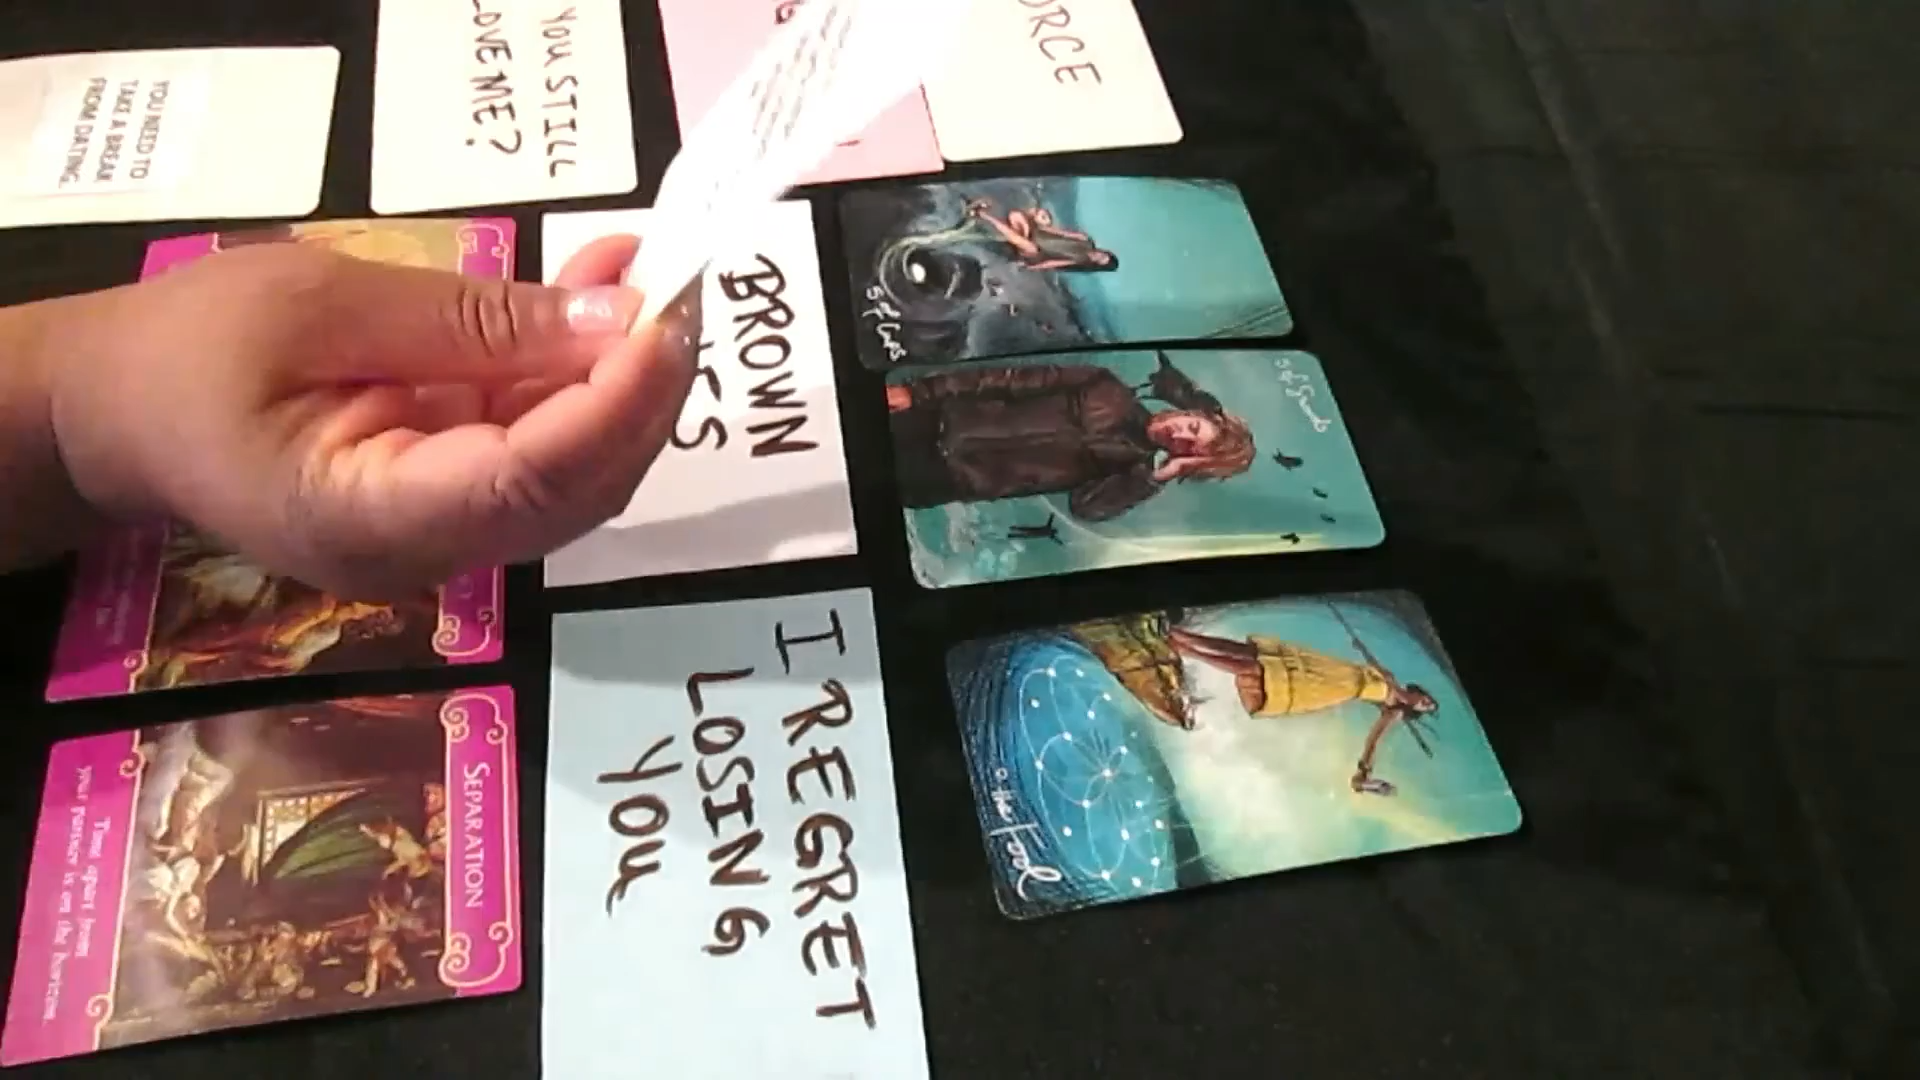 YOU NEED TO
TAKE A BREAK
FROM DATING.
YOU STILL
LOVE ME?
ORCE
BROWN
ES
5 of Cups
5 of Swords
I REGRET
LOSING
YOU
0. the Fool
SEPARATION
Time apart from
your partner is on the horizon.